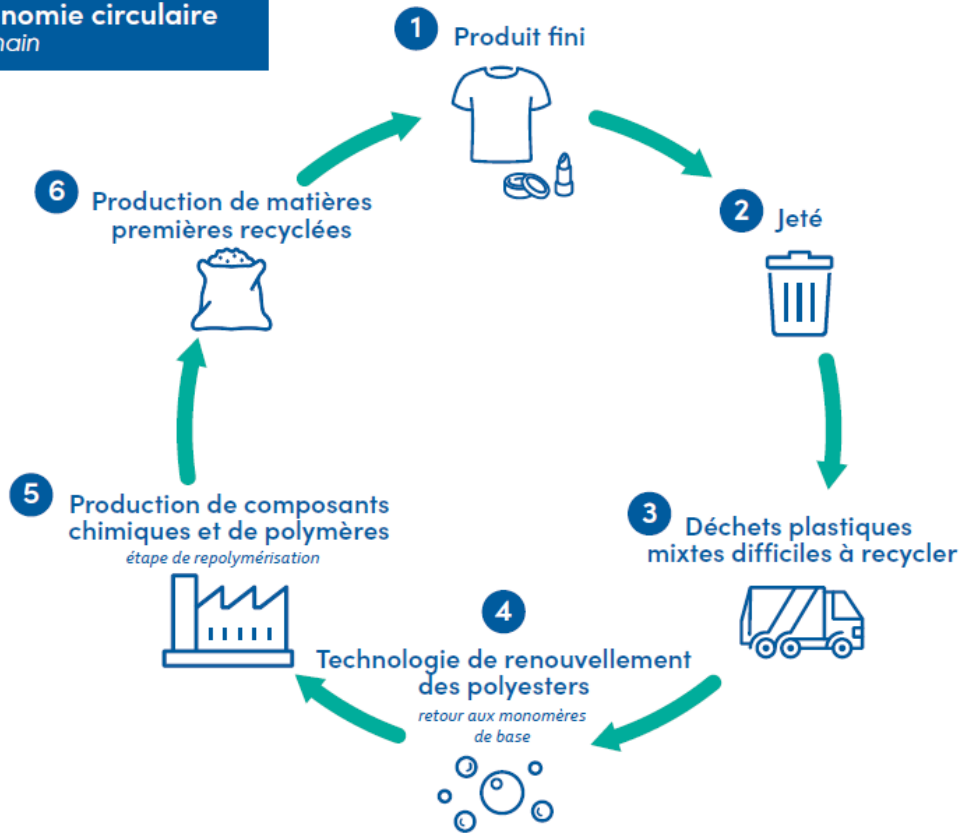 nomie circulaire
1
Produit fini
6
Production de matières
premières recyclées
2
Jeté
5
Production de composants
chimiques et de polymères
étape de repolymérisation
3
Déchets plastiques
mixtes difficiles à recycler
4
Technologie de renouvellement
des polyesters
retour aux monomères
de base